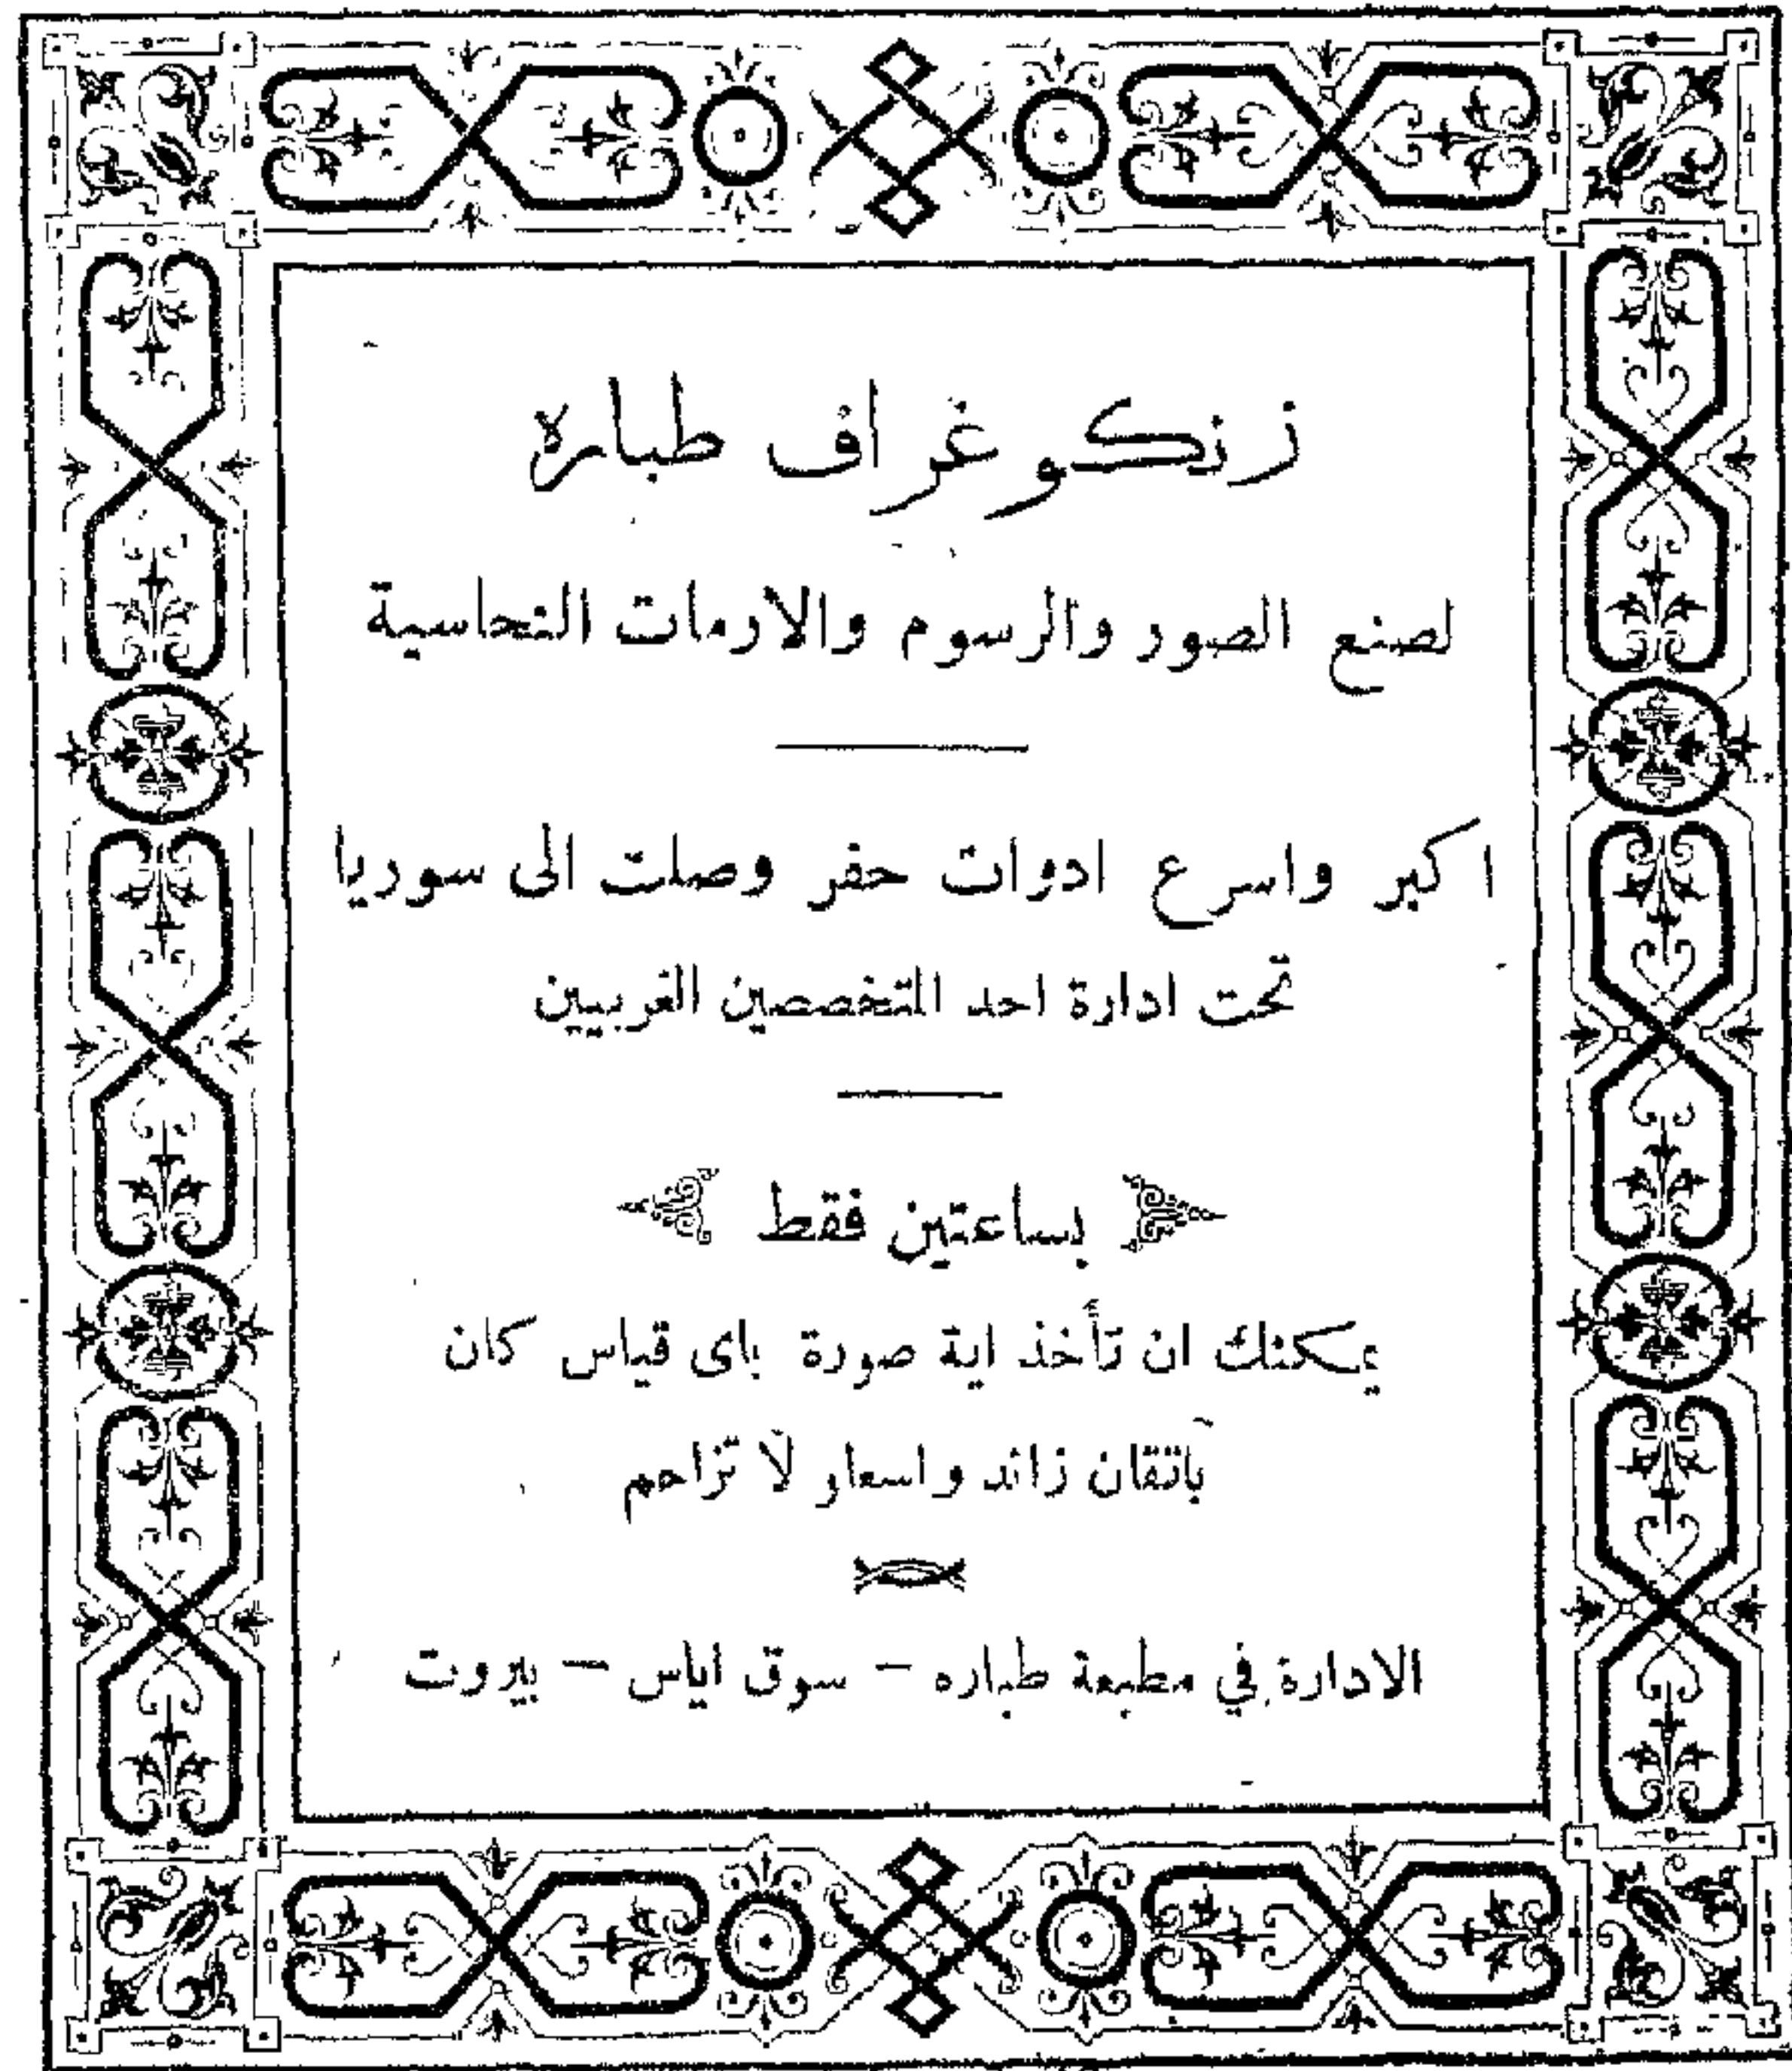 زنكوغراف طباره
لصنع الصور والرسوم والارمات النحاسية
اكبر واسرع ادوات حفر وصلت الى سوريا
تحت ادارة احد المتخصصين الغربيين
بساعتين فقط
يمكنك ان تأخذ اية صورة باى قياس كان
باتقان زائد واسعار لا تزاحم
الادارة في مطبعة طباره – سوق اياس – بيروت